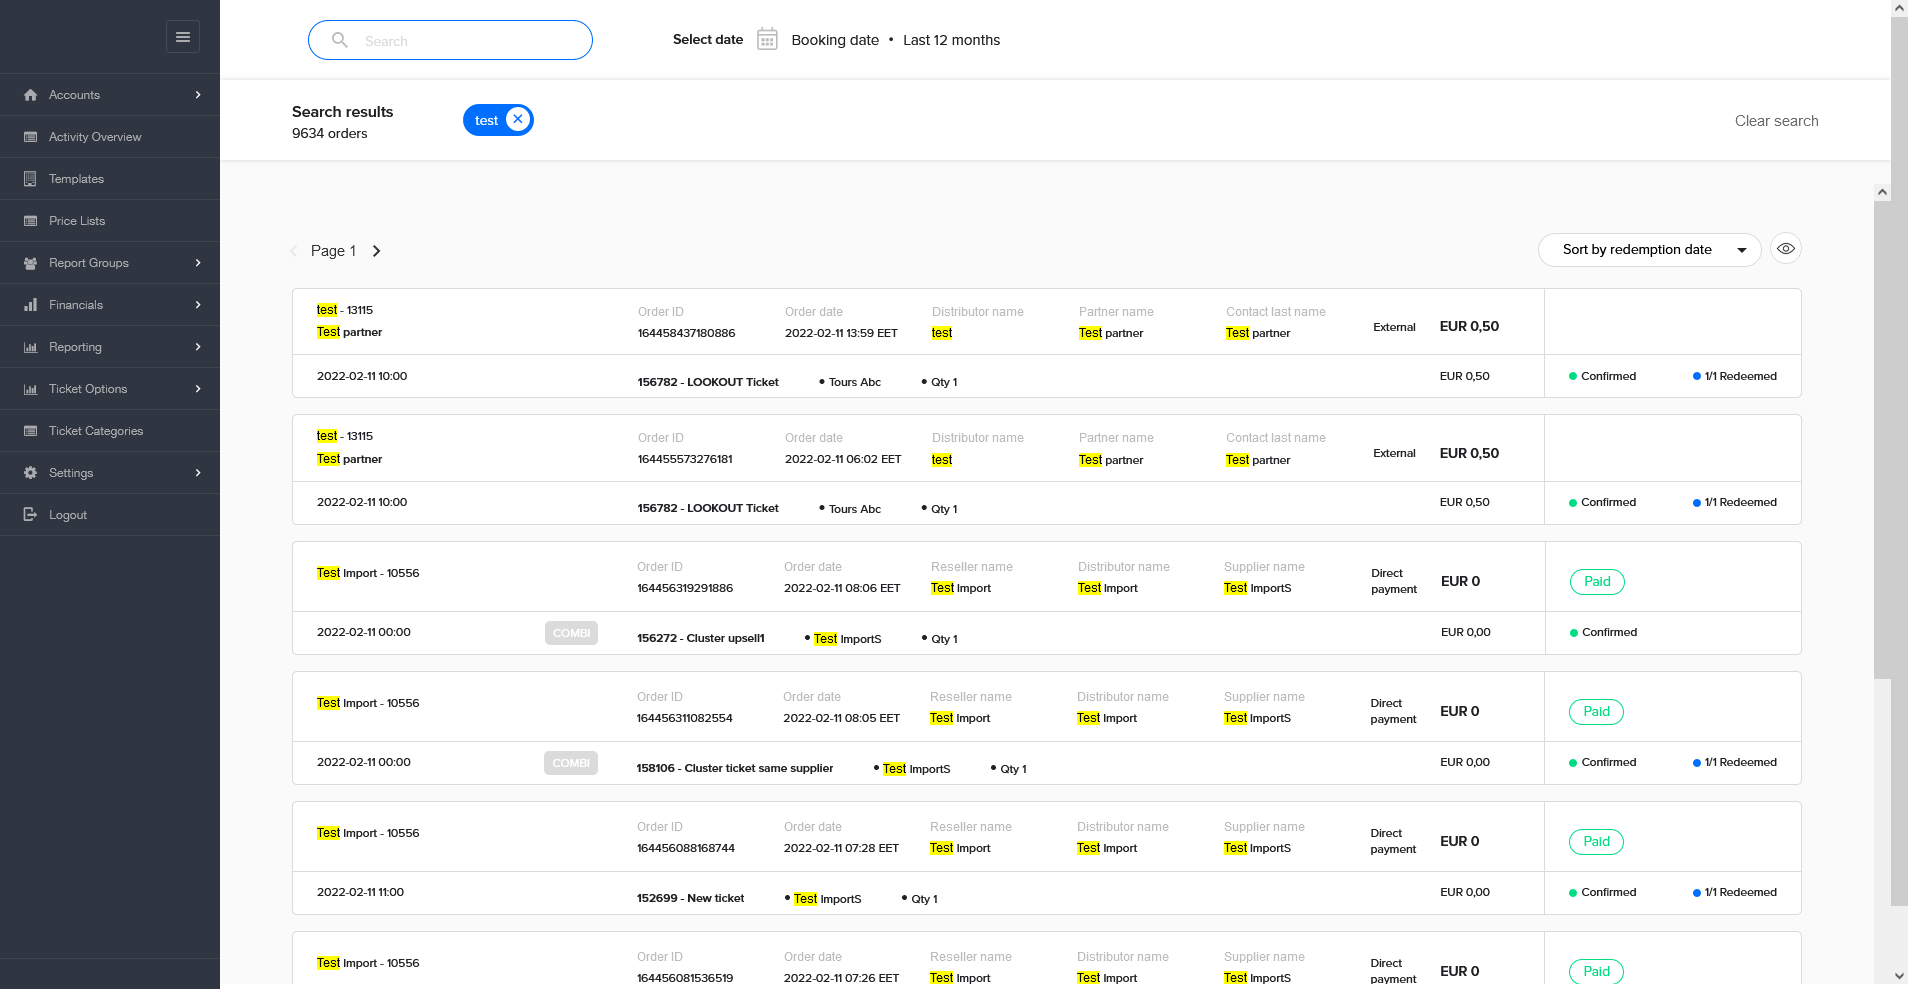 Search
Select date Booking date • Last 12 months
Accounts
Activity Overview
Templates
Price Lists
Report Groups
Financials
Reporting
Ticket Options
Ticket Categories
Settings
Logout
Search results
9634 orders
test
Clear search
Page 1
Sort by redemption date
test - 13115
Test partner
Order ID
164458437180886
Order date
2022-02-11 13:59 EET
Distributor name
test
Partner name
Test partner
Contact last name
Test partner
External
EUR 0,50
2022-02-11 10:00
156782 - LOOKOUT Ticket • Tours Abc • Qty 1
EUR 0,50
Confirmed
1/1 Redeemed
test - 13115
Test partner
Order ID
164455573276181
Order date
2022-02-11 06:02 EET
Distributor name
test
Partner name
Test partner
Contact last name
Test partner
External
EUR 0,50
2022-02-11 10:00
156782 - LOOKOUT Ticket • Tours Abc • Qty 1
EUR 0,50
Confirmed
1/1 Redeemed
Test Import - 10556
Order ID
164456319291886
Order date
2022-02-11 08:06 EET
Reseller name
Test Import
Distributor name
Test Import
Supplier name
Test ImportS
Direct
payment
EUR 0
Paid
2022-02-11 00:00
COMBI
156272 - Cluster upsell1 • Test ImportS • Qty 1
EUR 0,00
Confirmed
Test Import - 10556
Order ID
164456311082554
Order date
2022-02-11 08:05 EET
Reseller name
Test Import
Distributor name
Test Import
Supplier name
Test ImportS
Direct
payment
EUR 0
Paid
2022-02-11 00:00
COMBI
158106 - Cluster ticket same supplier • Test ImportS • Qty 1
EUR 0,00
Confirmed
1/1 Redeemed
Test Import - 10556
Order ID
164456088168744
Order date
2022-02-11 07:28 EET
Reseller name
Test Import
Distributor name
Test Import
Supplier name
Test ImportS
Direct
payment
EUR 0
Paid
2022-02-11 11:00
152699 - New ticket • Test ImportS • Qty 1
EUR 0,00
Confirmed
1/1 Redeemed
Test Import - 10556
Order ID
164456081536519
Order date
2022-02-11 07:26 EET
Reseller name
Test Import
Distributor name
Test Import
Supplier name
Test ImportS
Direct
payment
EUR 0
Paid